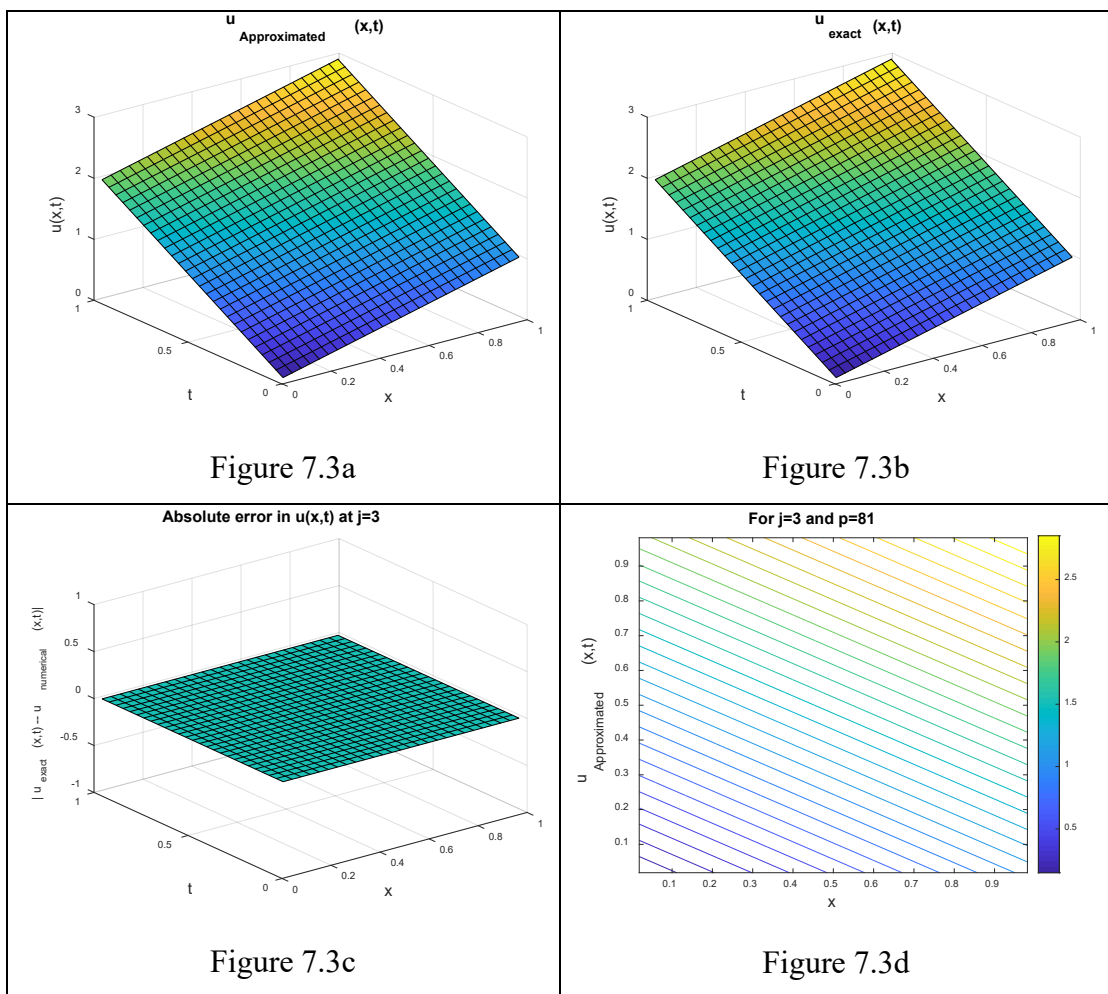 u Approximated (x,t)
u(x,t)
3
2
1
0
1
0.5
0
t
0
0.2
0.4
0.6
0.8
1
x
Figure 7.3a
u exact (x,t)
u(x,t)
3
2
1
0
1
0.5
0
t
0
0.2
0.4
0.6
0.8
1
x
Figure 7.3b
Absolute error in u(x,t) at j=3
| u exact (x,t) -- u numerical (x,t)|
1
0.5
0
-0.5
-1
1
0.5
0
t
0
0.2
0.4
0.6
0.8
1
x
Figure 7.3c
For j=3 and p=81
u Approximated (x,t)
0.9
0.8
0.7
0.6
0.5
0.4
0.3
0.2
0.1
0.1 0.2 0.3 0.4 0.5 0.6 0.7 0.8 0.9
x
2.5
2
1.5
1
0.5
Figure 7.3d